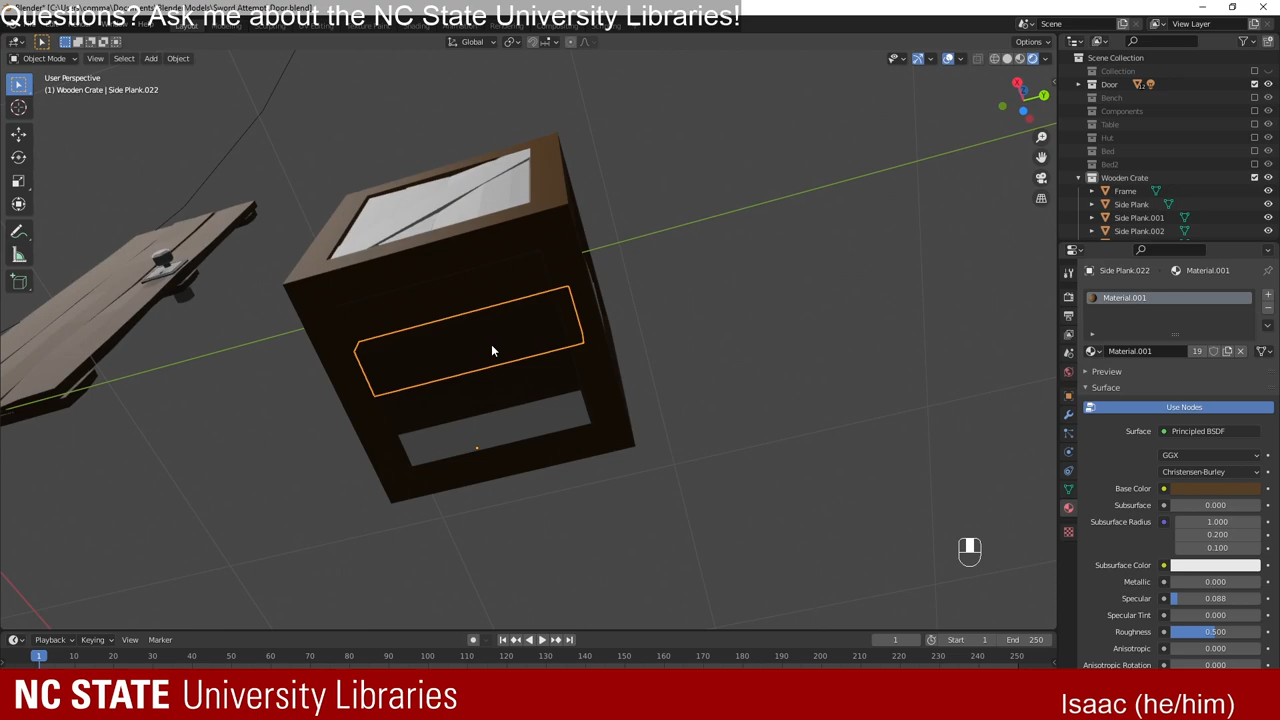 Questions? Ask me about the NC State University Libraries!
Scene
View Layer
Global
Options
Object Mode
View
Select
Add
Object
User Perspective
(1) Wooden Crate | Side Plank.022
Scene Collection
Collection
Door
12
Bench
Components
Table
Hut
Bed
Bed2
Wooden Crate
Frame
Side Plank
Side Plank.001
Side Plank.002
Side Plank.022
Material.001
Material.001
Material.001
19
Preview
Surface
Use Nodes
Surface
Principled BSDF
GGX
Christensen-Burley
Base Color
Subsurface
0.000
Subsurface Radius
1.000
0.200
0.100
Subsurface Color
Metallic
0.000
Specular
0.088
Specular Tint
0.000
Roughness
0.500
Anisotropic
0.000
Anisotropic Rotation
0.000
Playback
Keying
View
Marker
1
Start
1
End
250
1
10
20
30
40
50
60
70
80
90
100
110
120
130
140
150
160
170
180
190
200
210
220
230
240
250
NC STATE University Libraries
Isaac (he/him)